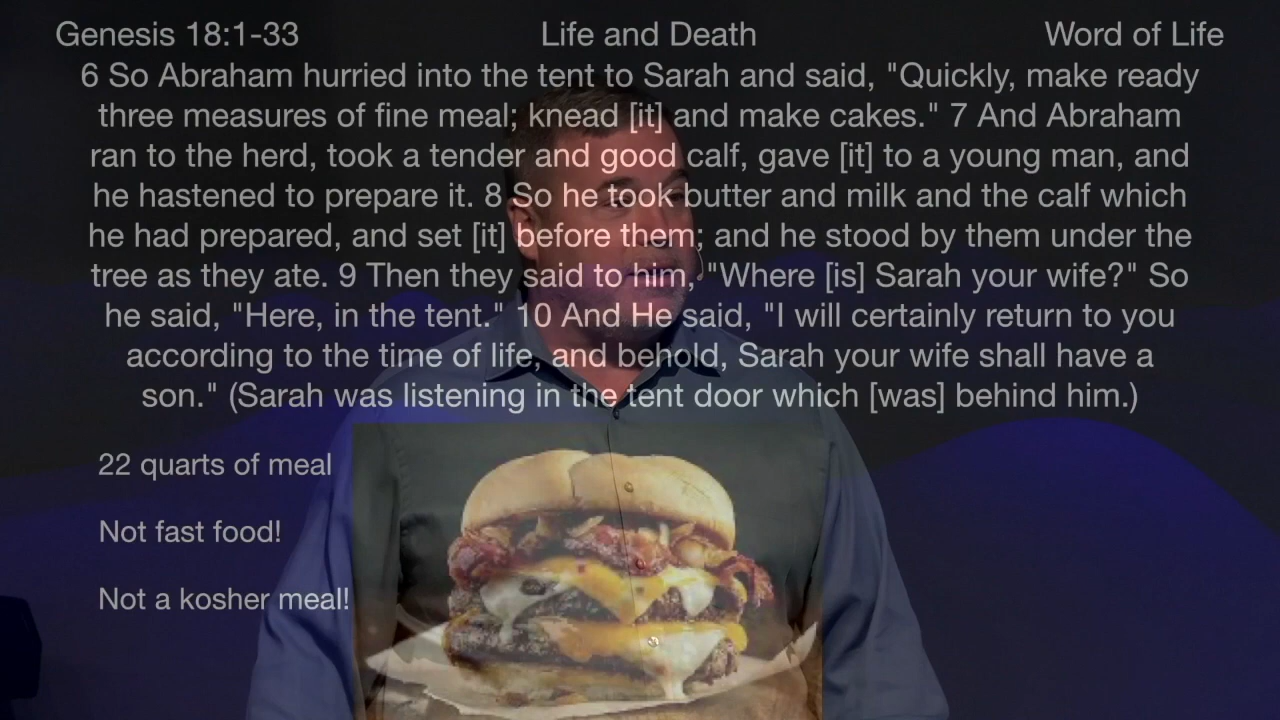 Genesis 18:1-33 Life and Death Word of Life
6 So Abraham hurried into the tent to Sarah and said, "Quickly, make ready
three measures of fine meal; knead [it] and make cakes." 7 And Abraham
ran to the herd, took a tender and good calf, gave [it] to a young man, and
he hastened to prepare it. 8 So he took butter and milk and the calf which
he had prepared, and set [it] before them; and he stood by them under the
tree as they ate. 9 Then they said to him, "Where [is] Sarah your wife?" So
he said, "Here, in the tent." 10 And He said, "I will certainly return to you
according to the time of life, and behold, Sarah your wife shall have a
son." (Sarah was listening in the tent door which [was] behind him.)
22 quarts of meal
Not fast food!
Not a kosher meal!